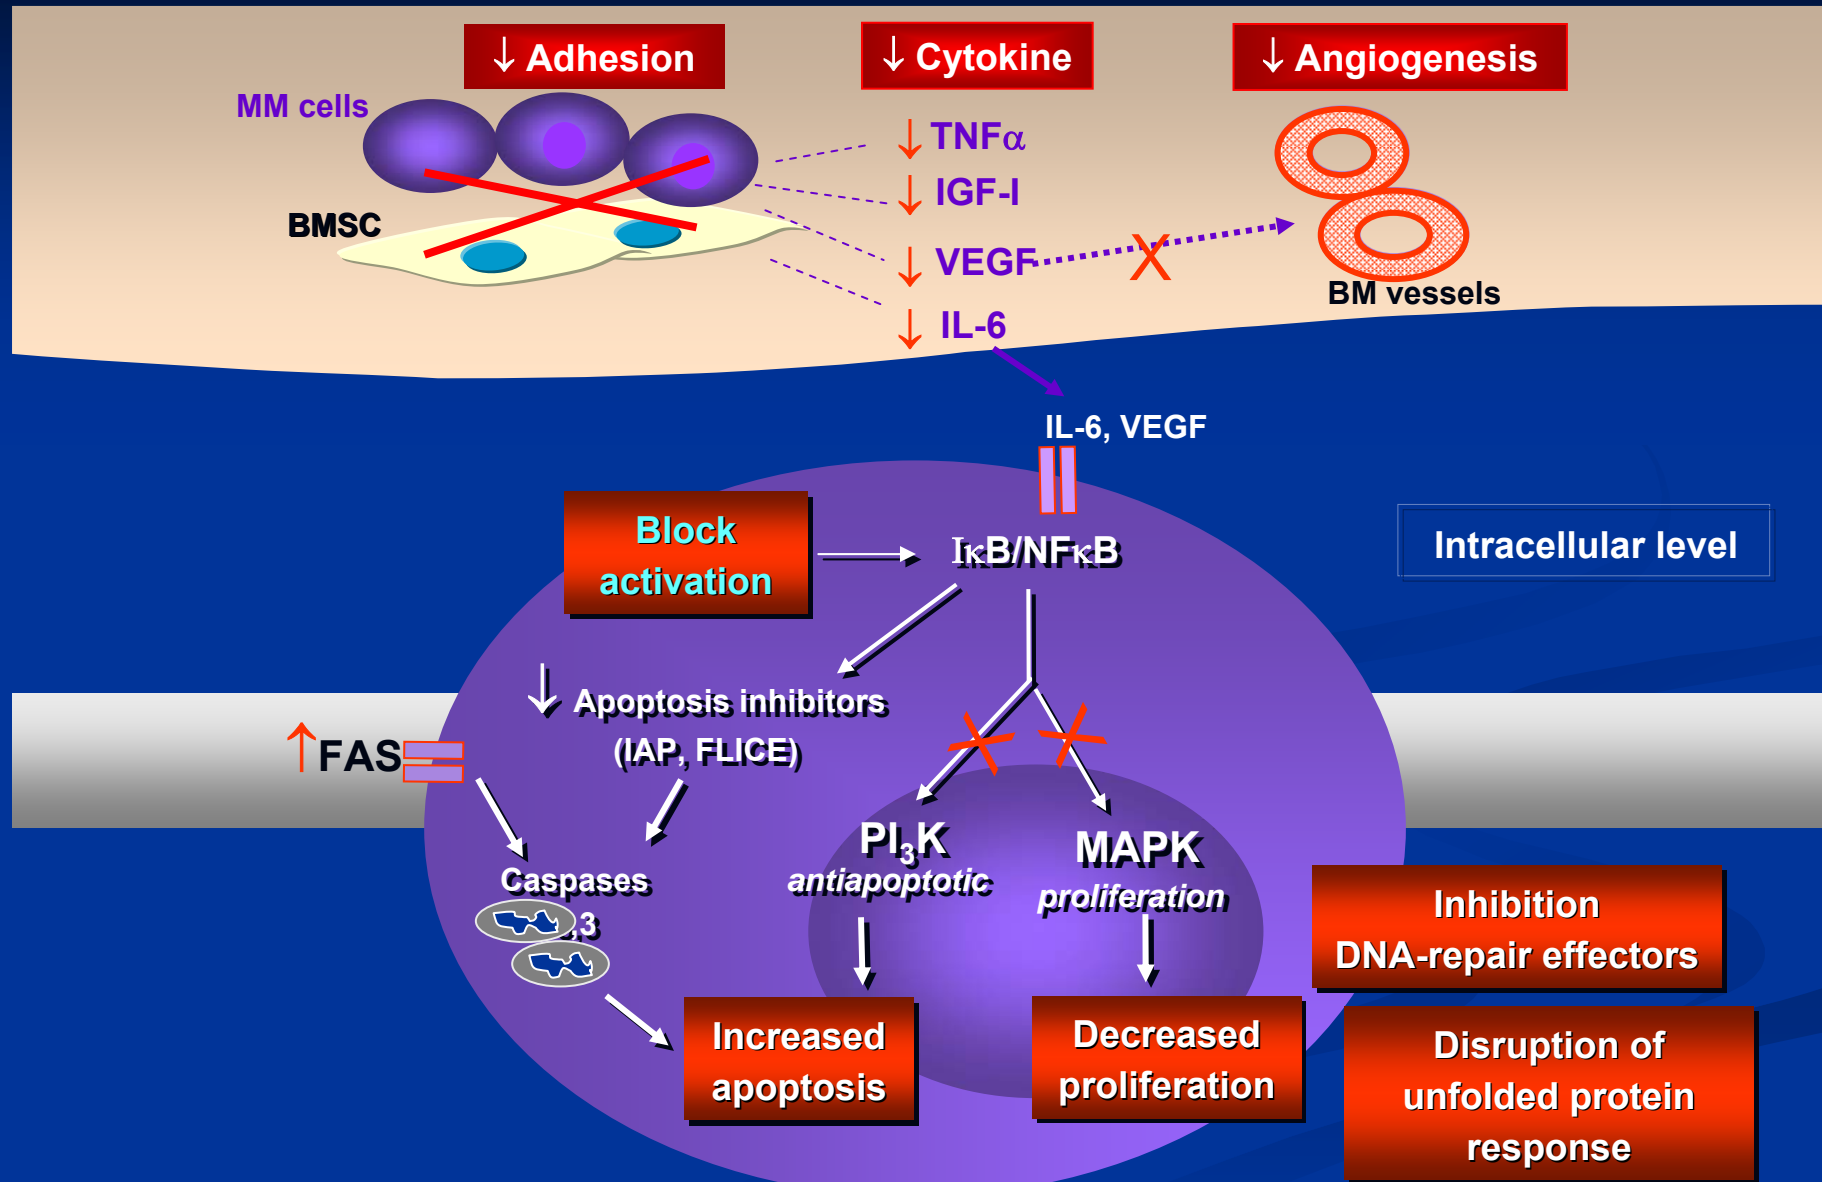 ↓ Adhesion
↓ Cytokine
↓ Angiogenesis
MM cells
BMSC
↓ TNFα
↓ IGF-I
↓ VEGF
↓ IL-6
X
BM vessels
IL-6, VEGF
Block
activation
IκB/NFκB
Intracellular level
↓ Apoptosis inhibitors
(IAP, FLICE)
↑FAS
Caspases
,3
PI3K
antiapoptotic
MAPK
proliferation
Increased
apoptosis
Decreased
proliferation
Inhibition
DNA-repair effectors
Disruption of
unfolded protein
response